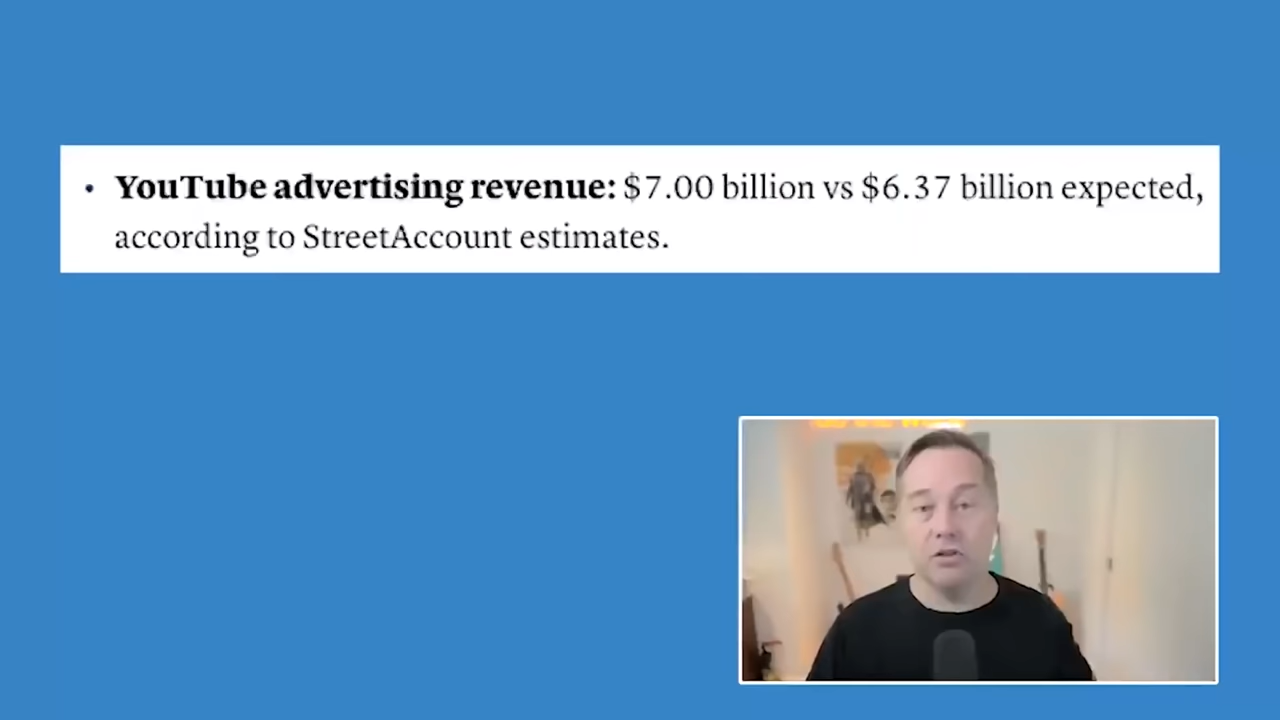 • YouTube advertising revenue: $7.00 billion vs $6.37 billion expected,
according to StreetAccount estimates.